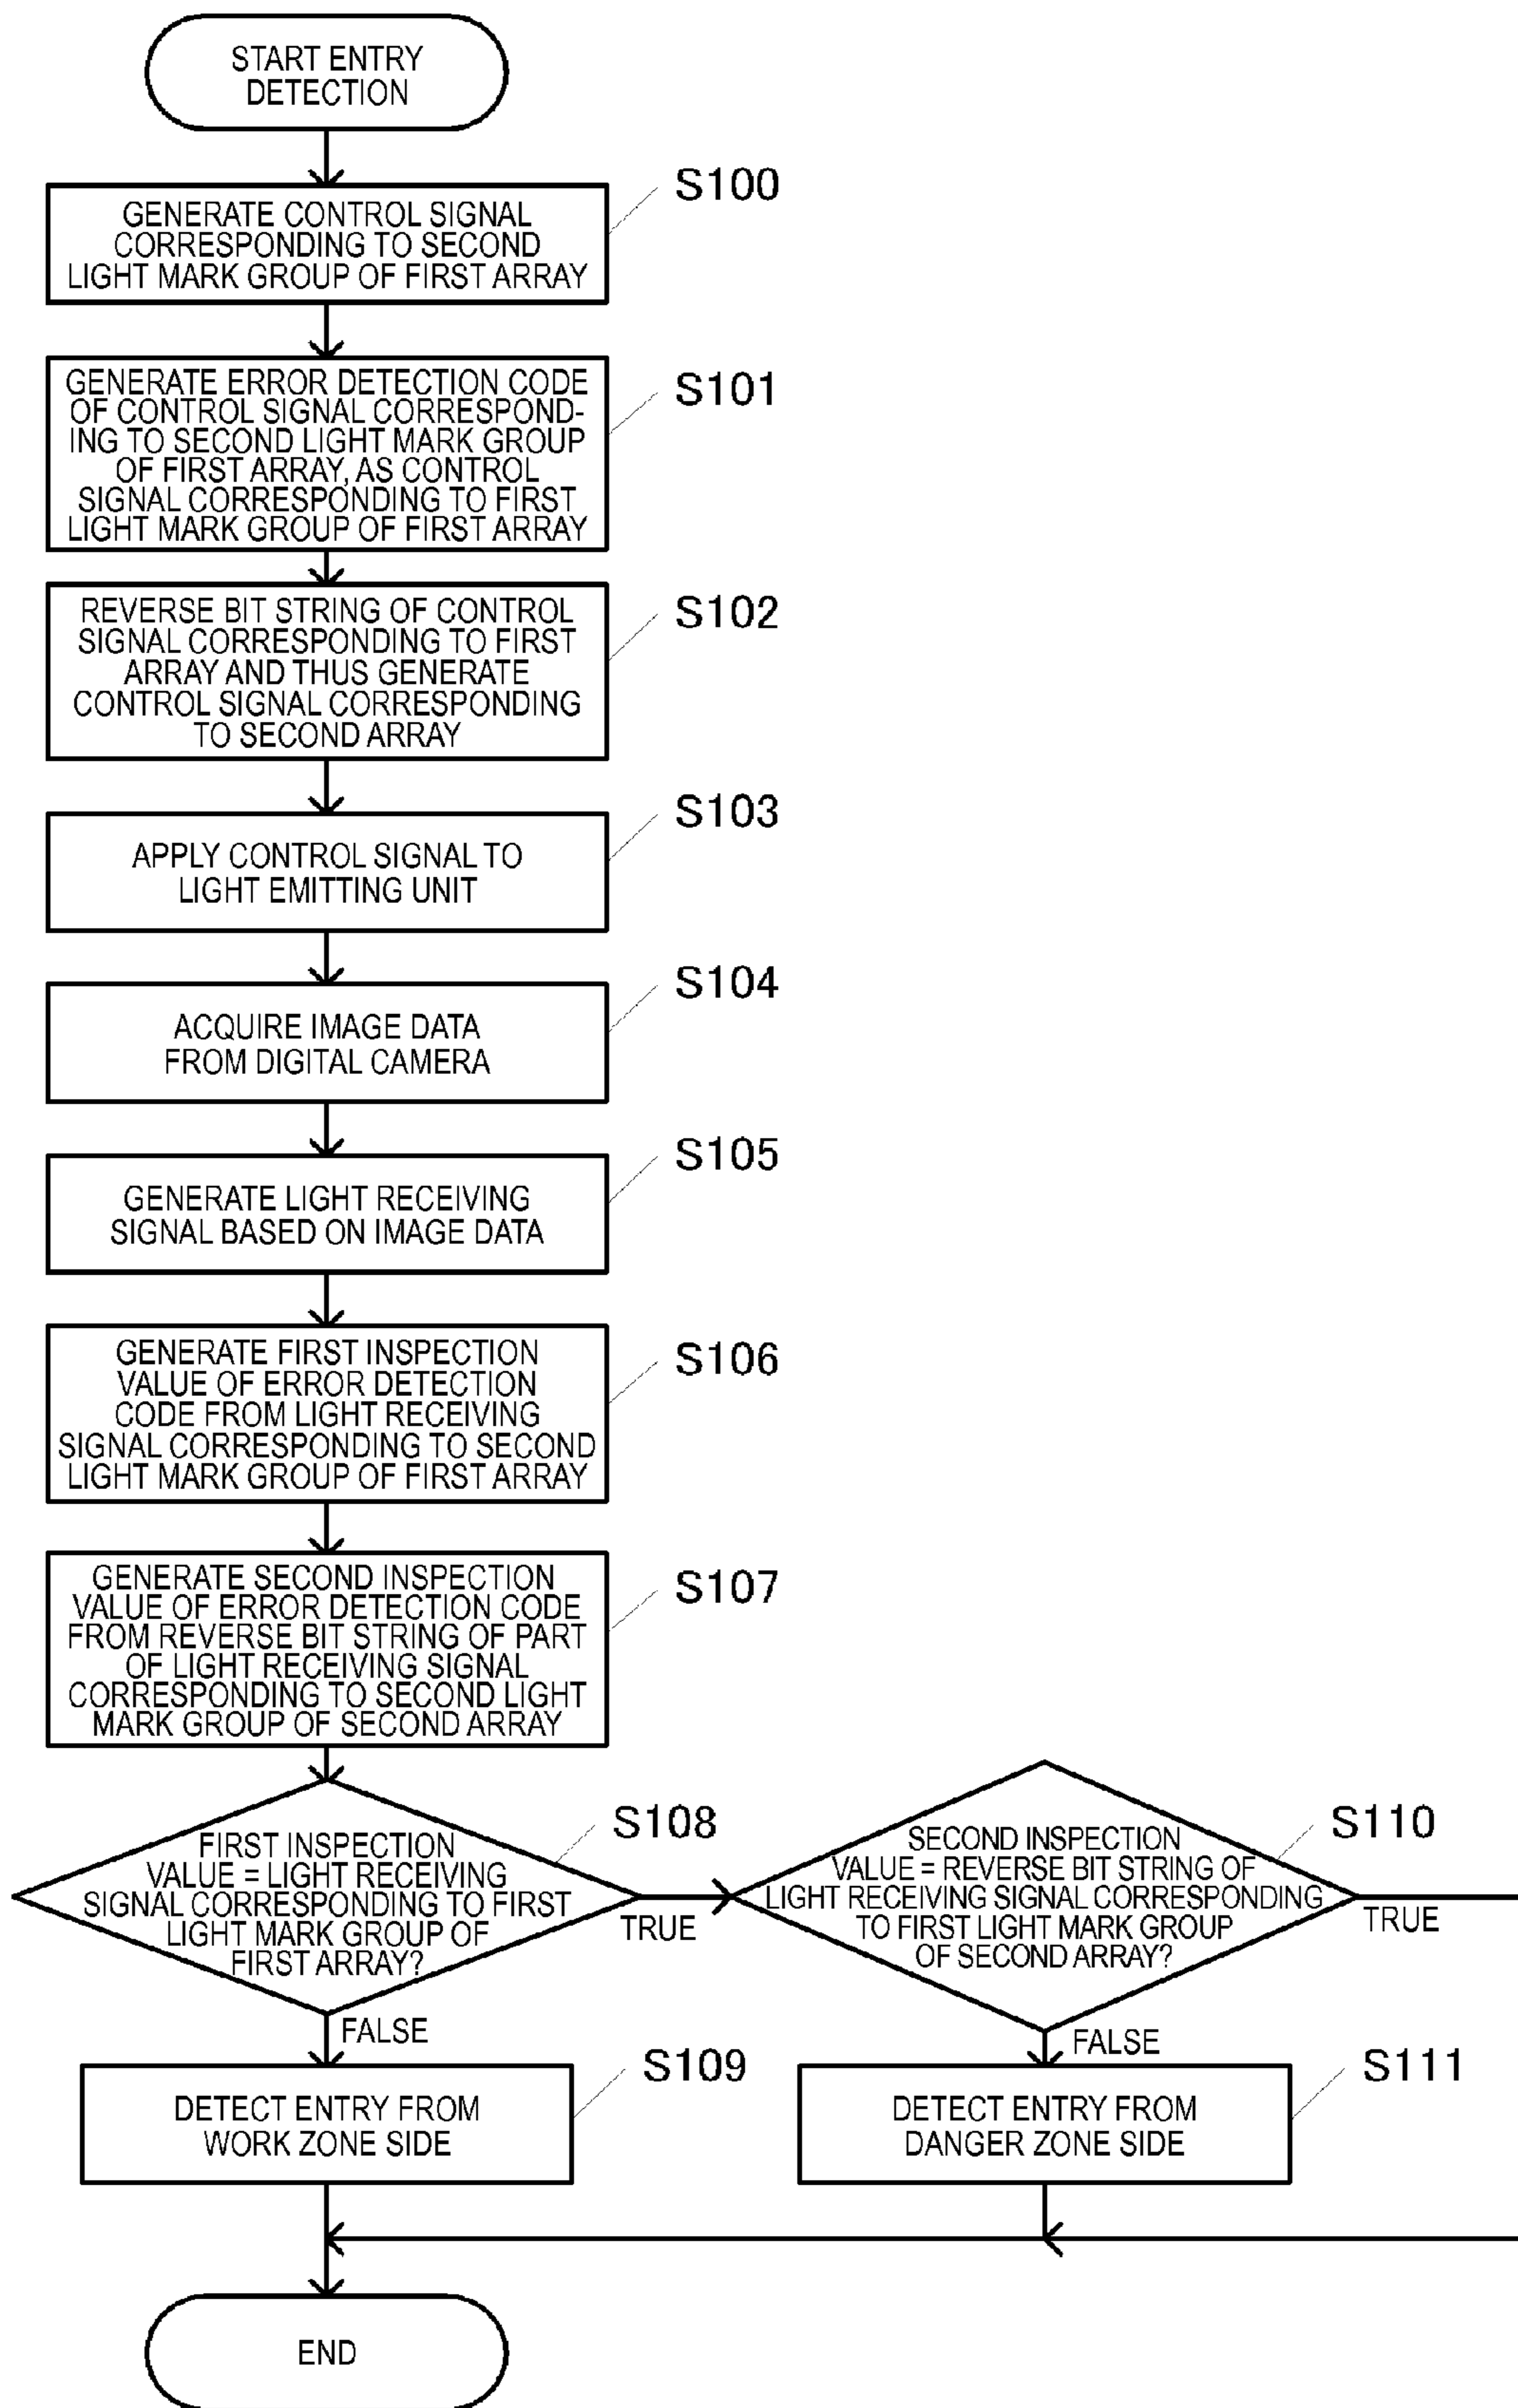 START ENTRY
DETECTION
S100
GENERATE CONTROL SIGNAL
CORRESPONDING TO SECOND
LIGHT MARK GROUP OF FIRST ARRAY
S101
GENERATE ERROR DETECTION CODE
OF CONTROL SIGNAL CORRESPOND-
ING TO SECOND LIGHT MARK GROUP
OF FIRST ARRAY, AS CONTROL
SIGNAL CORRESPONDING TO FIRST
LIGHT MARK GROUP OF FIRST ARRAY
S102
REVERSE BIT STRING OF CONTROL
SIGNAL CORRESPONDING TO FIRST
ARRAY AND THUS GENERATE
CONTROL SIGNAL CORRESPONDING
TO SECOND ARRAY
S103
APPLY CONTROL SIGNAL TO
LIGHT EMITTING UNIT
S104
ACQUIRE IMAGE DATA
FROM DIGITAL CAMERA
S105
GENERATE LIGHT RECEIVING
SIGNAL BASED ON IMAGE DATA
S106
GENERATE FIRST INSPECTION
VALUE OF ERROR DETECTION
CODE FROM LIGHT RECEIVING
SIGNAL CORRESPONDING TO SECOND
LIGHT MARK GROUP OF FIRST ARRAY
S107
GENERATE SECOND INSPECTION
VALUE OF ERROR DETECTION CODE
FROM REVERSE BIT STRING OF PART
OF LIGHT RECEIVING SIGNAL
CORRESPONDING TO SECOND LIGHT
MARK GROUP OF SECOND ARRAY
S108
FIRST INSPECTION
VALUE = LIGHT RECEIVING
SIGNAL CORRESPONDING TO FIRST
LIGHT MARK GROUP OF
FIRST ARRAY?
TRUE
FALSE
S110
SECOND INSPECTION
VALUE = REVERSE BIT STRING OF
LIGHT RECEIVING SIGNAL CORRESPONDING
TO FIRST LIGHT MARK GROUP
OF SECOND ARRAY?
TRUE
FALSE
S109
DETECT ENTRY FROM
WORK ZONE SIDE
S111
DETECT ENTRY FROM
DANGER ZONE SIDE
END